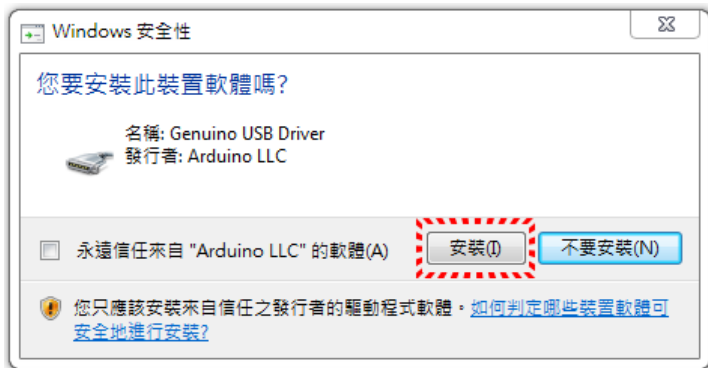 Windows 安全性
您要安裝此裝置軟體嗎?
名稱: Genuino USB Driver
發行者: Arduino LLC
永遠信任來自 "Arduino LLC" 的軟體(A)
安裝(I)
不要安裝(N)
您只應該安裝來自信任之發行者的驅動程式軟體。如何判定哪些裝置軟體可
安全地進行安裝?